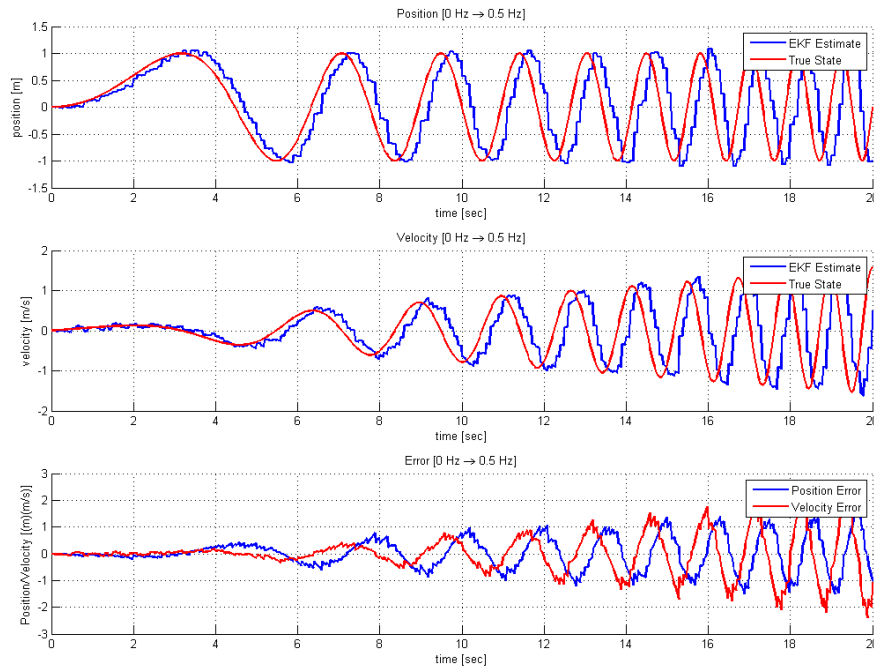 Position [0 Hz → 0.5 Hz]
1.5
1
0.5
0
-0.5
-1
-1.5
position [m]
EKF Estimate
True State
0 2 4 6 8 10 12 14 16 18 20
time [sec]
Velocity [0 Hz → 0.5 Hz]
2
1
0
-1
-2
velocity [m/s]
EKF Estimate
True State
0 2 4 6 8 10 12 14 16 18 20
time [sec]
Error [0 Hz → 0.5 Hz]
3
2
1
0
-1
-2
-3
Position/Velocity [(m)(m/s)]
Position Error
Velocity Error
0 2 4 6 8 10 12 14 16 18 20
time [sec]